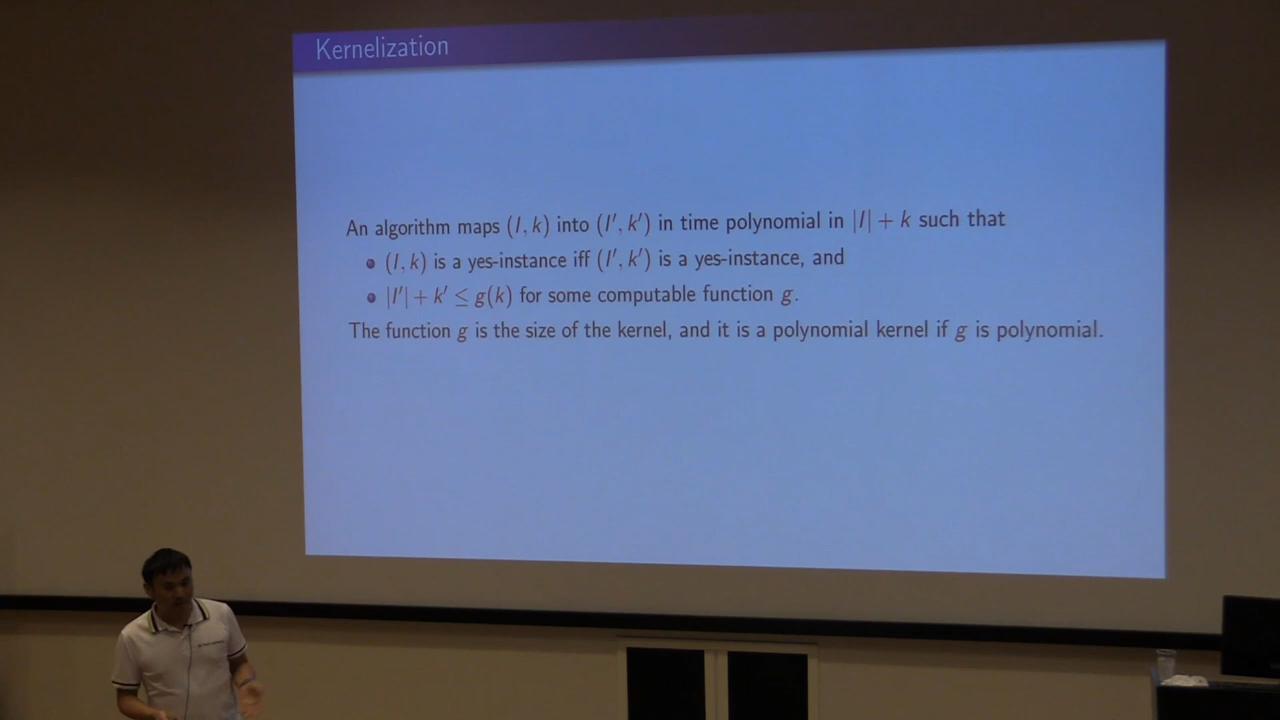 Kernelization
An algorithm maps (I, k) into (I′, k′) in time polynomial in |I| + k such that
(I, k) is a yes-instance iff (I′, k′) is a yes-instance, and
|I′| + k′ ≤ g(k) for some computable function g.
The function g is the size of the kernel, and it is a polynomial kernel if g is polynomial.